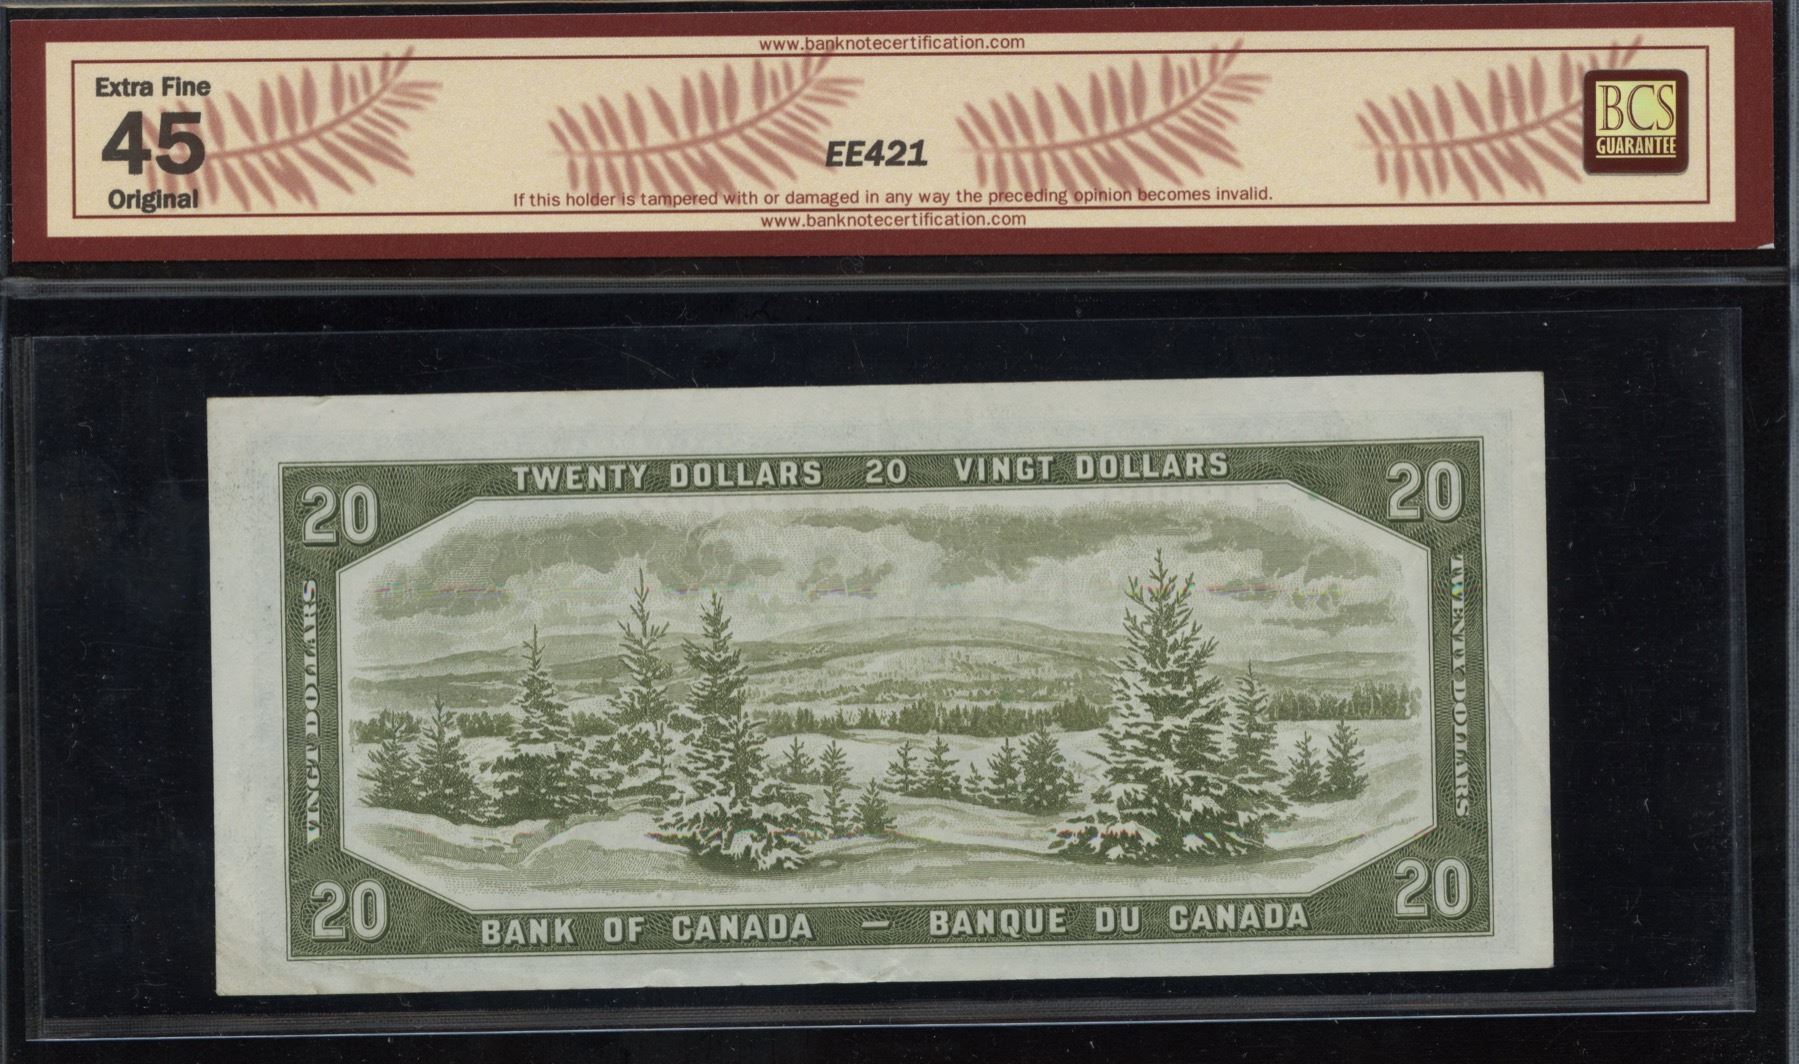 www.banknotecertification.com
Extra Fine
45
Original
EE421
BCS
GUARANTEE
If this holder is tampered with or damaged in any way the preceding opinion becomes invalid.
www.banknotecertification.com
TWENTY DOLLARS 20 VINGT DOLLARS
20
20
VINGT DOLLARS
TWENTY DOLLARS
20
20
BANK OF CANADA — BANQUE DU CANADA